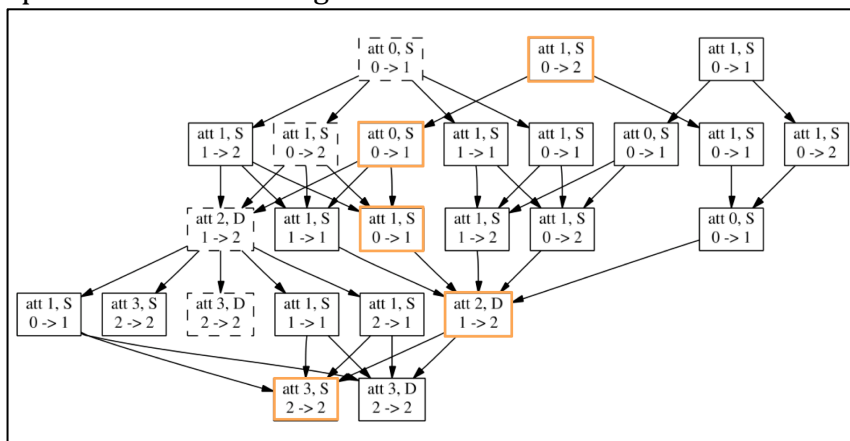 att 0, S
0 -> 1
att 1, S
0 -> 2
att 1, S
0 -> 1
att 1, S
1 -> 2
att 1, S
0 -> 2
att 0, S
0 -> 1
att 1, S
1 -> 1
att 1, S
0 -> 1
att 0, S
0 -> 1
att 1, S
0 -> 1
att 1, S
0 -> 2
att 2, D
1 -> 2
att 1, S
1 -> 1
att 1, S
0 -> 1
att 1, S
1 -> 2
att 1, S
0 -> 2
att 0, S
0 -> 1
att 1, S
0 -> 1
att 3, S
2 -> 2
att 3, D
2 -> 2
att 1, S
1 -> 1
att 1, S
2 -> 1
att 2, D
1 -> 2
att 3, S
2 -> 2
att 3, D
2 -> 2